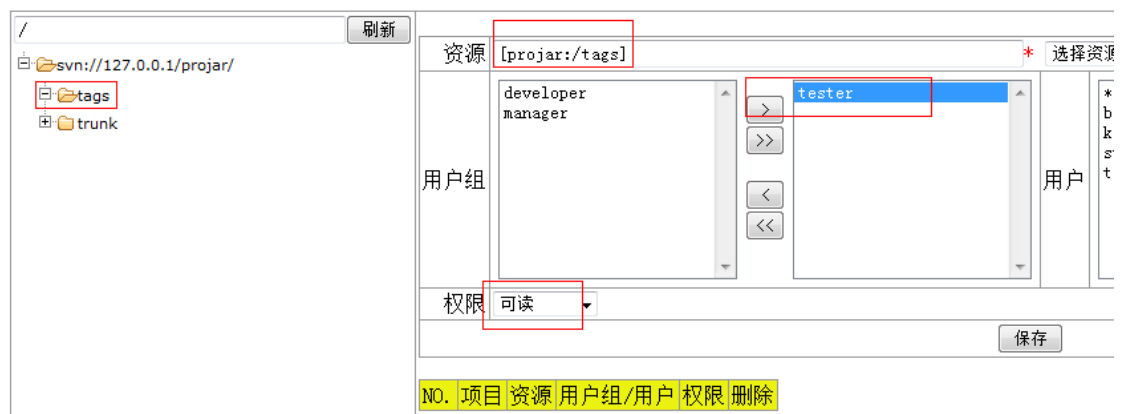 /
刷新
svn://127.0.0.1/projar/
tags
trunk
资源 [projar:/tags] * 选择资源
用户组
developer
manager
>
>>
<
<<
tester
用户
*
b
k
t
权限 可读
保存
NO. 项目 资源 用户组/用户 权限 删除